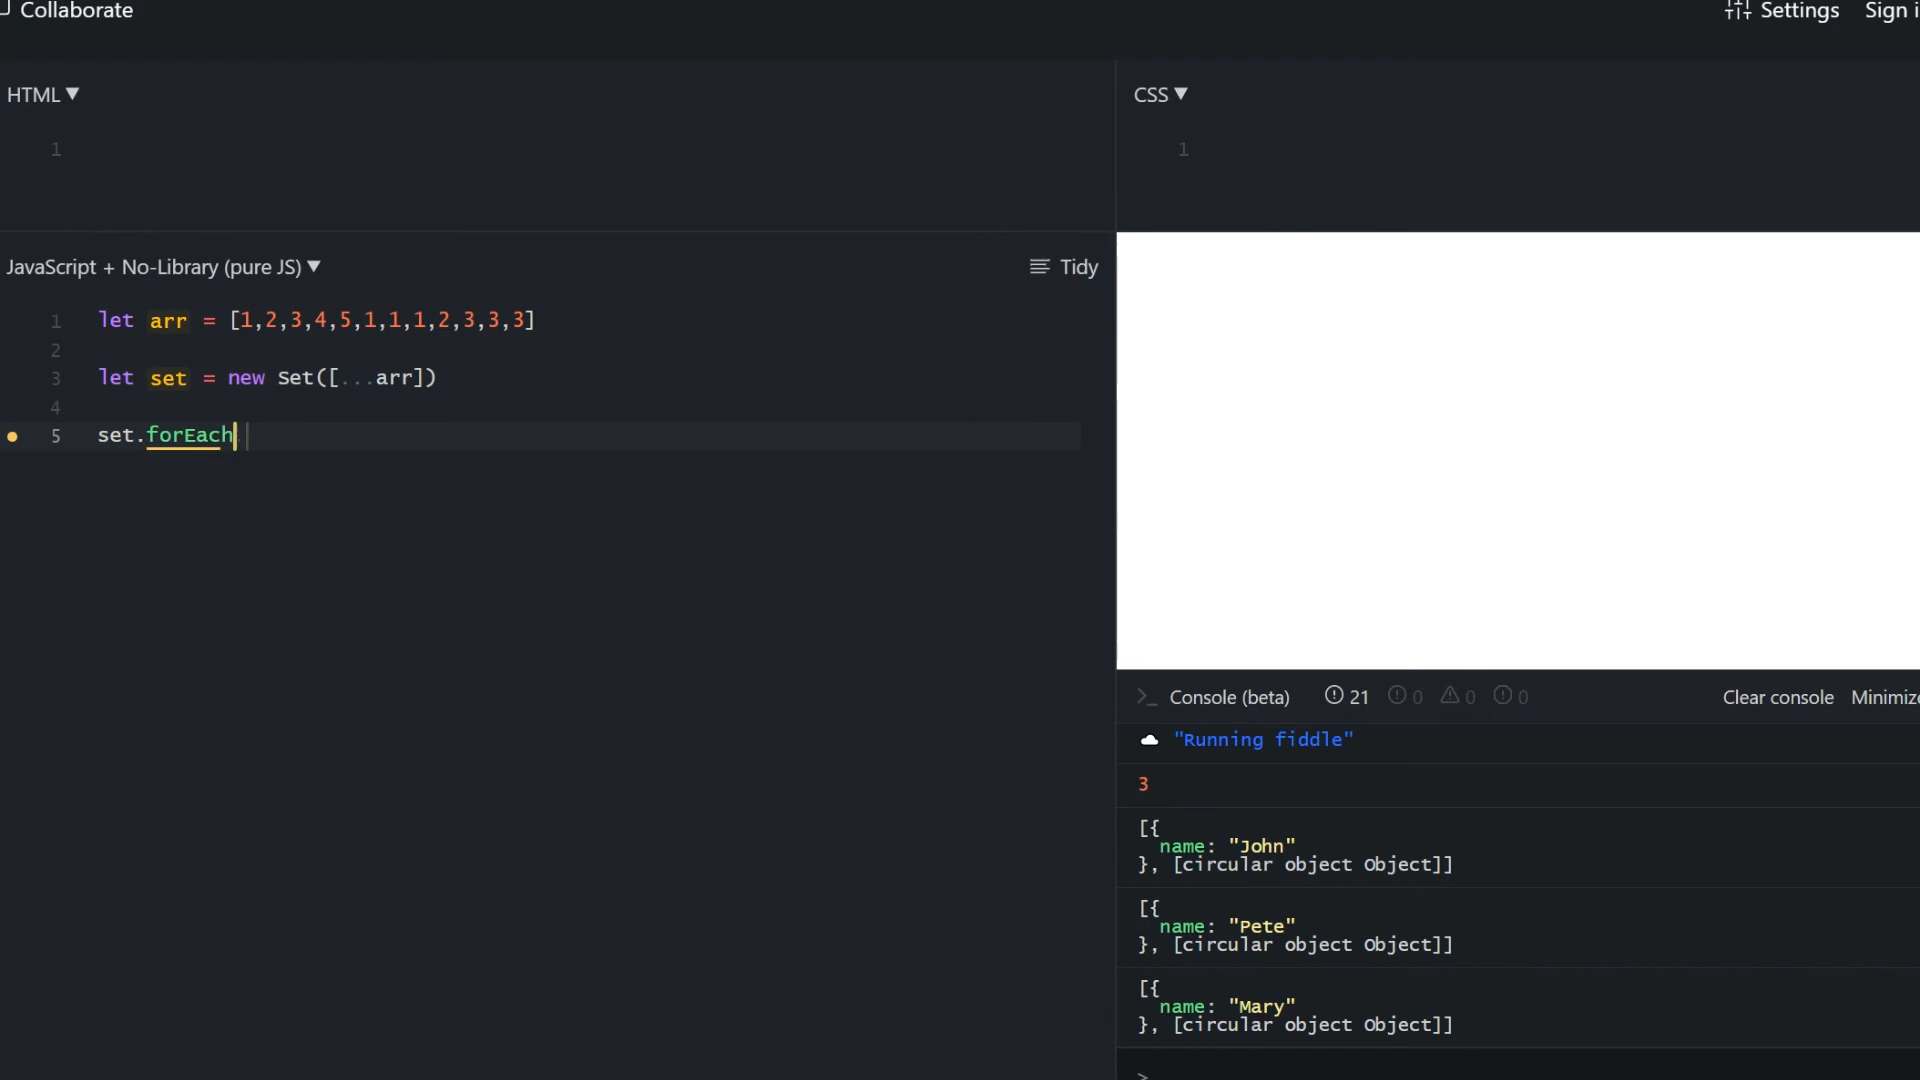 Collaborate
Settings
Sign i
HTML ▼
1
CSS ▼
1
JavaScript + No-Library (pure JS) ▼
Tidy
1 let arr = [1,2,3,4,5,1,1,1,2,3,3,3]
2
3 let set = new Set([...arr])
4
5 set.forEach
>_ Console (beta) 21 0 0 0
Clear console
Minimize
"Running fiddle"
3
[{
name: "John"
}, [circular object Object]]
[{
name: "Pete"
}, [circular object Object]]
[{
name: "Mary"
}, [circular object Object]]
>